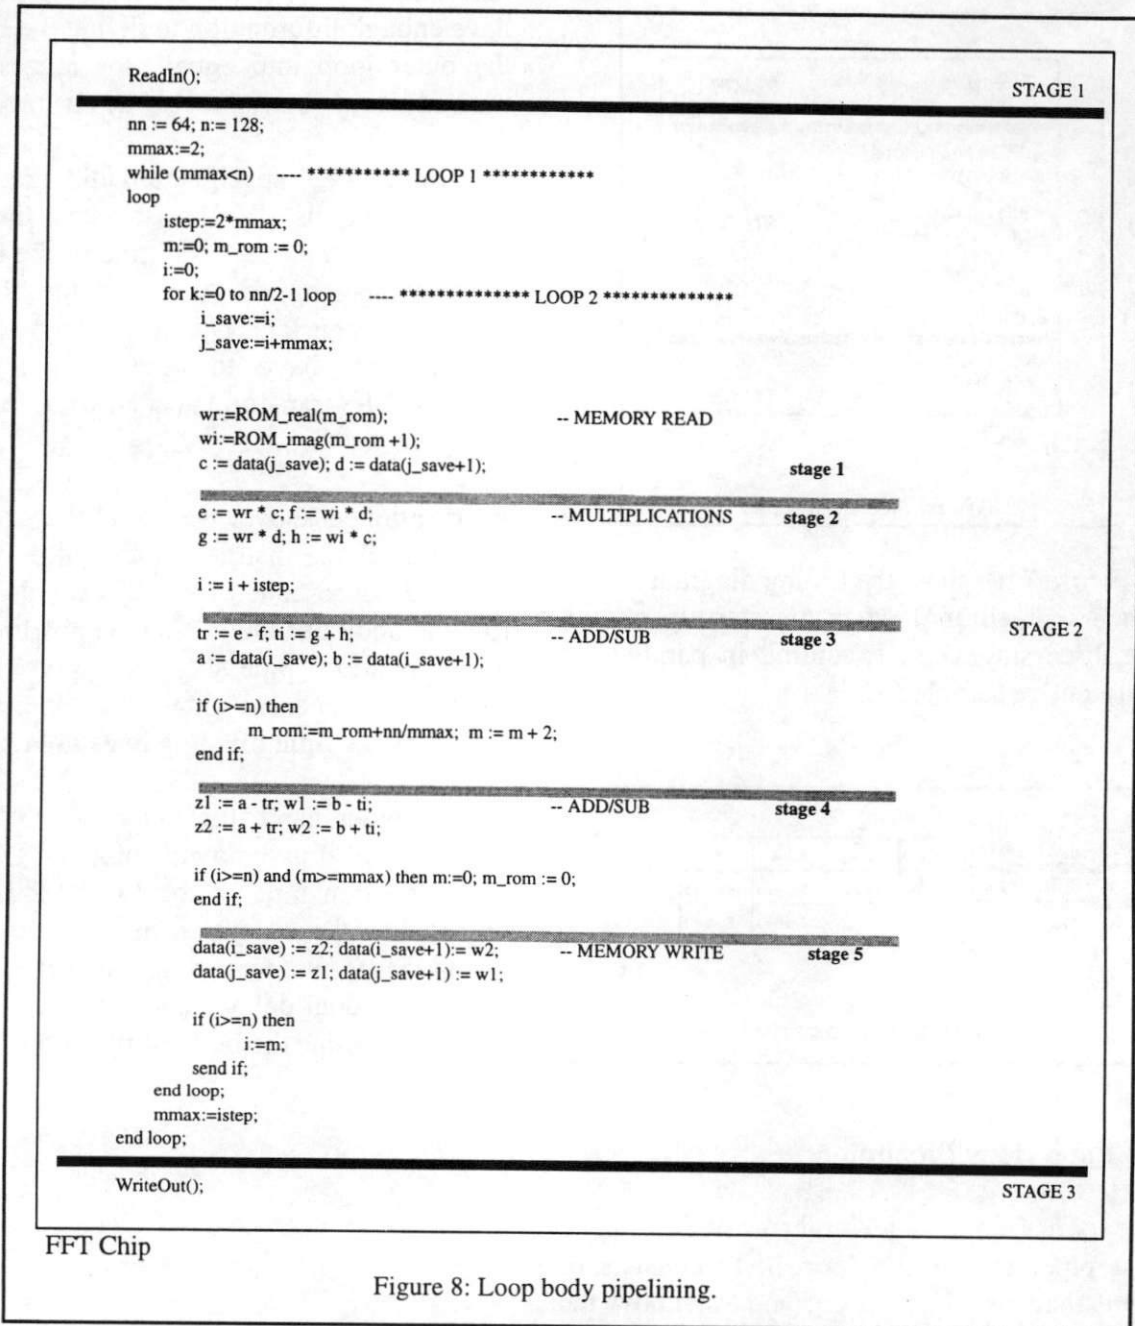 ReadIn(); STAGE 1
nn := 64; n:= 128;
mmax:=2;
while (mmax<n) ---- *********** LOOP 1 ************
loop
istep:=2*mmax;
m:=0; m_rom := 0;
i:=0;
for k:=0 to nn/2-1 loop ---- ************** LOOP 2 **************
i_save:=i;
j_save:=i+mmax;
wr:=ROM_real(m_rom); -- MEMORY READ
wi:=ROM_imag(m_rom +1);
c := data(j_save); d := data(j_save+1); stage 1
e := wr * c; f := wi * d; -- MULTIPLICATIONS stage 2
g := wr * d; h := wi * c;
i := i + istep;
tr := e - f; ti := g + h; -- ADD/SUB stage 3 STAGE 2
a := data(i_save); b := data(i_save+1);
if (i>=n) then
m_rom:=m_rom+nn/mmax; m := m + 2;
end if;
z1 := a - tr; w1 := b - ti; -- ADD/SUB stage 4
z2 := a + tr; w2 := b + ti;
if (i>=n) and (m>=mmax) then m:=0; m_rom := 0;
end if;
data(i_save) := z2; data(i_save+1):= w2; -- MEMORY WRITE stage 5
data(j_save) := z1; data(j_save+1) := w1;
if (i>=n) then
i:=m;
send if;
end loop;
mmax:=istep;
end loop;
WriteOut(); STAGE 3
FFT Chip
Figure 8: Loop body pipelining.